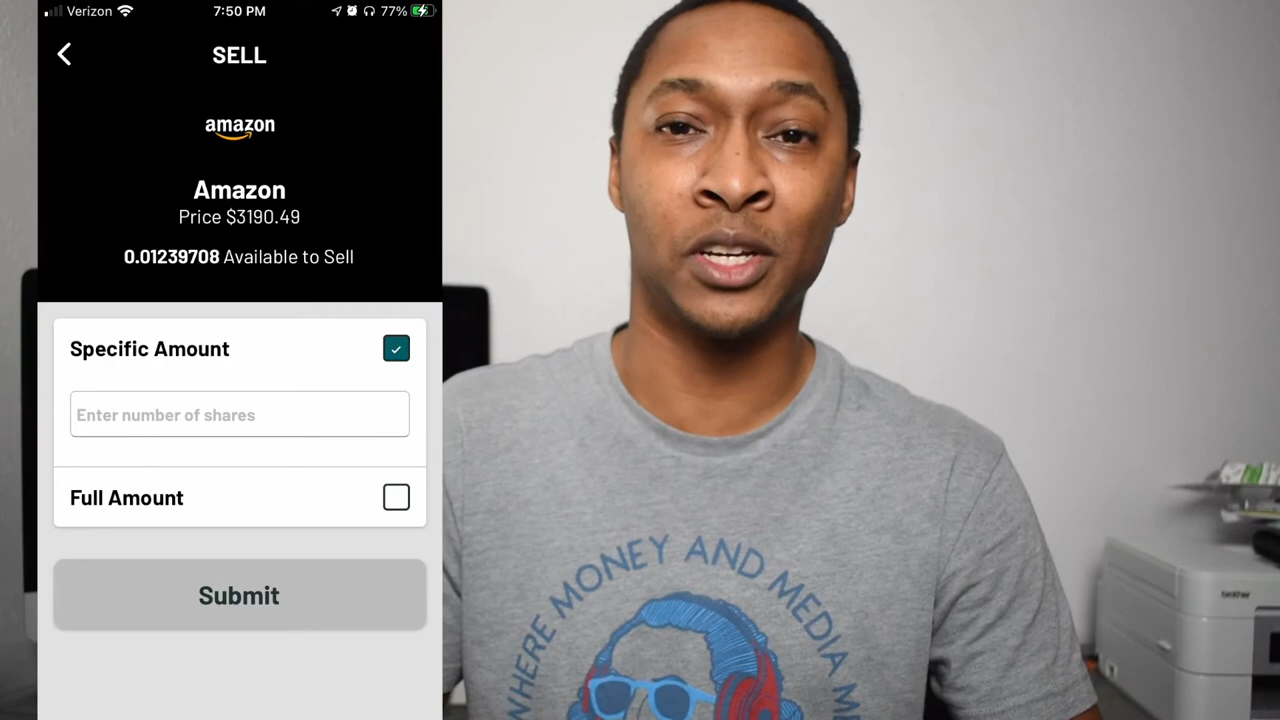 Verizon 7:50 PM 77%
SELL
amazon
Amazon
Price $3190.49
0.01239708 Available to Sell
Specific Amount
Enter number of shares
Full Amount
Submit
WHERE MONEY AND MEDIA
brother